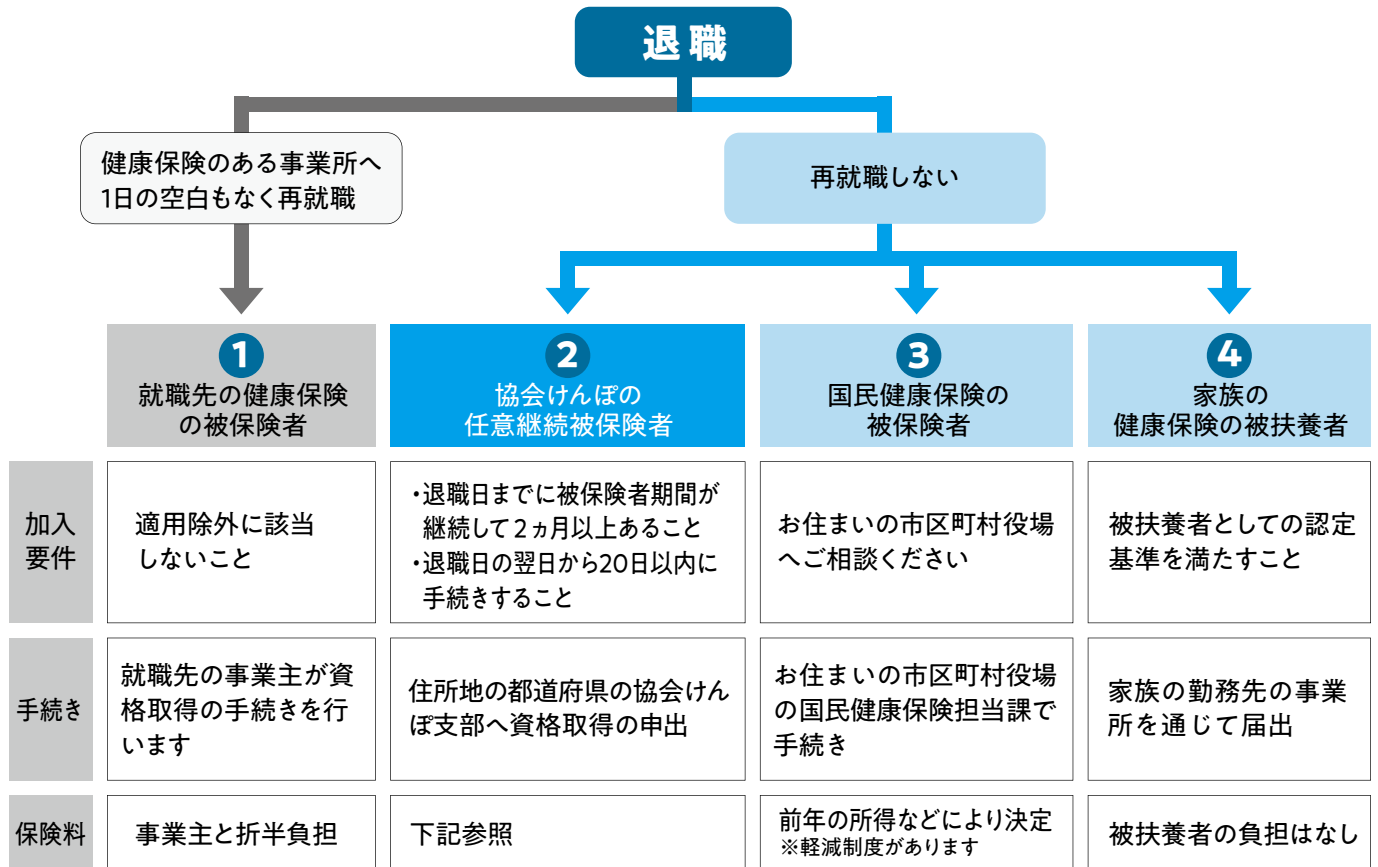 退職
健康保険のある事業所へ
1日の空白もなく再就職
再就職しない
1
就職先の健康保険
の被保険者
2
協会けんぽの
任意継続被保険者
3
国民健康保険の
被保険者
4
家族の
健康保険の被扶養者
加入
要件
適用除外に該当
しないこと
・退職日までに被保険者期間が
継続して2ヵ月以上あること
・退職日の翌日から20日以内に
手続きすること
お住まいの市区町村役場
へご相談ください
被扶養者としての認定
基準を満たすこと
手続き
就職先の事業主が資
格取得の手続きを行
います
住所地の都道府県の協会けん
ぽ支部へ資格取得の申出
お住まいの市区町村役場
の国民健康保険担当課で
手続き
家族の勤務先の事業
所を通じて届出
保険料
事業主と折半負担
下記参照
前年の所得などにより決定
※軽減制度があります
被扶養者の負担はなし